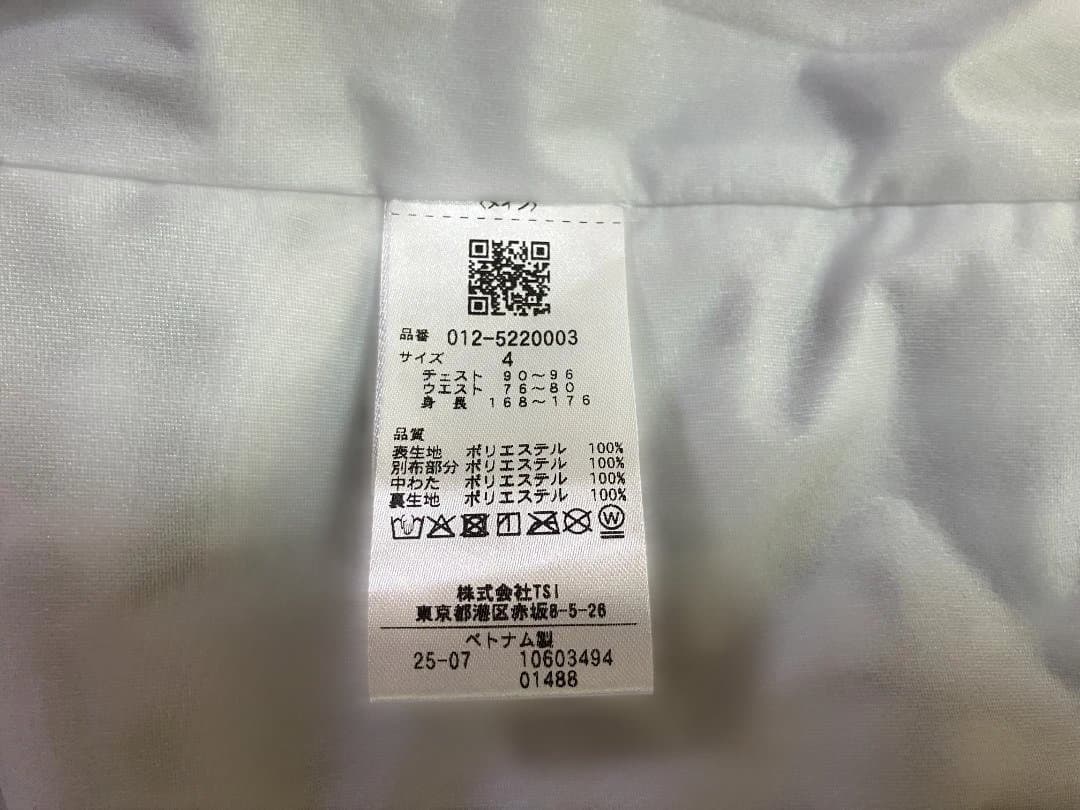 〈メイン〉
品番 012-5220003
サイズ 4
チェスト 90～96
ウエスト 76～80
身長 168～176
品質
表生地 ポリエステル 100%
別布部分 ポリエステル 100%
中わた ポリエステル 100%
裏生地 ポリエステル 100%
W
株式会社TSI
東京都港区赤坂8-5-26
ベトナム製
25-07 10603494
01488